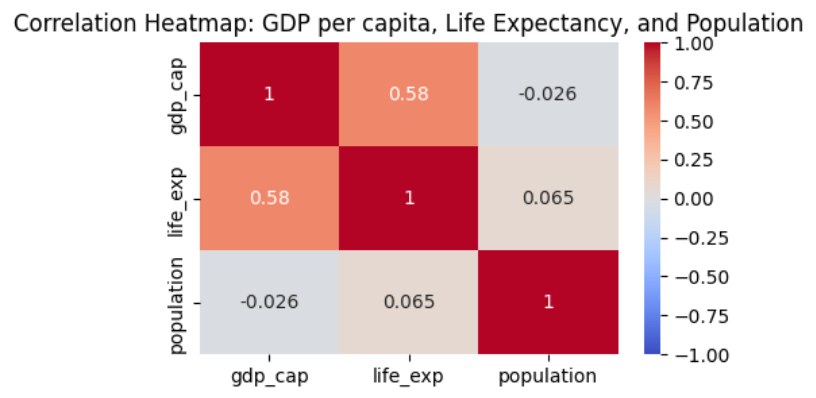 Correlation Heatmap: GDP per capita, Life Expectancy, and Population
gdp_cap
1
0.58
-0.026
life_exp
0.58
1
0.065
population
-0.026
0.065
1
gdp_cap
life_exp
population
1.00
0.75
0.50
0.25
0.00
−0.25
−0.50
−0.75
−1.00